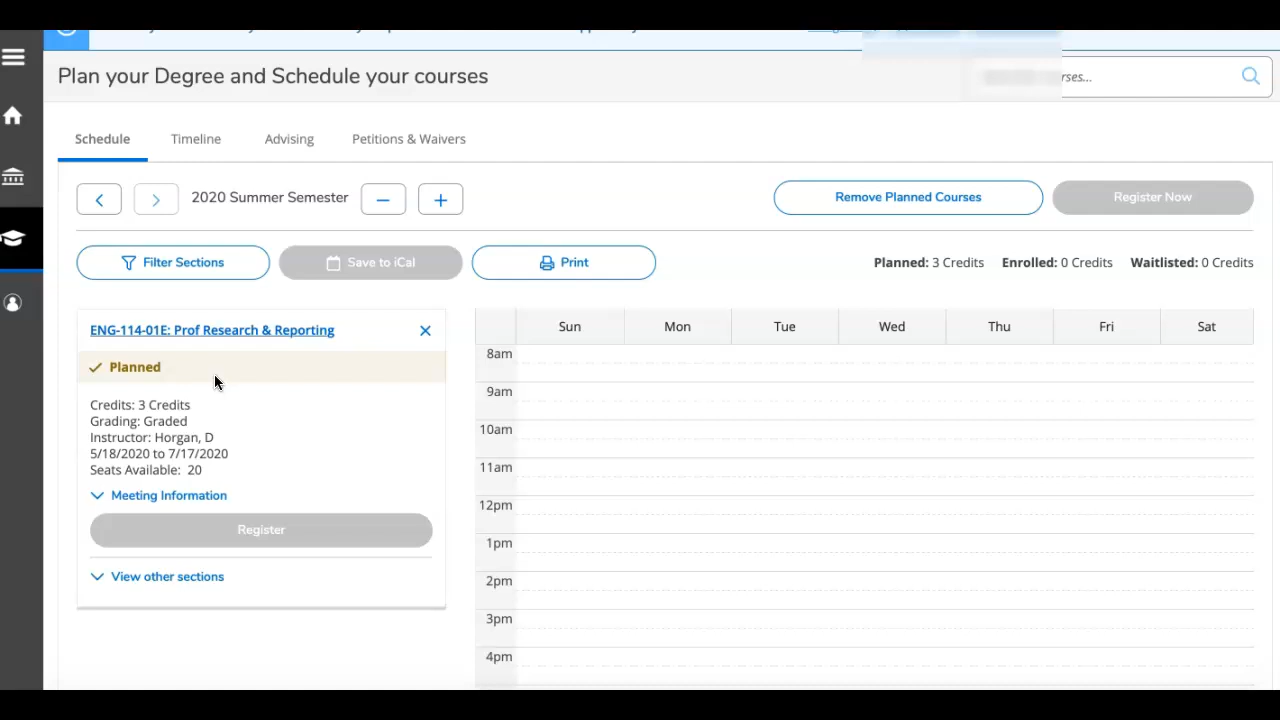 Plan your Degree and Schedule your courses
rses...
Schedule
Timeline
Advising
Petitions & Waivers
2020 Summer Semester
Remove Planned Courses
Register Now
Filter Sections
Save to iCal
Print
Planned: 3 Credits
Enrolled: 0 Credits
Waitlisted: 0 Credits
ENG-114-01E: Prof Research & Reporting
Planned
Credits: 3 Credits
Grading: Graded
Instructor: Horgan, D
5/18/2020 to 7/17/2020
Seats Available: 20
Meeting Information
Register
View other sections
Sun Mon Tue Wed Thu Fri Sat
8am
9am
10am
11am
12pm
1pm
2pm
3pm
4pm